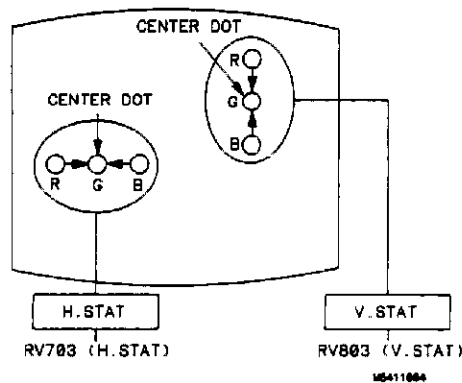 CENTER DOT
R
G
B
CENTER DOT
R G B
H.STAT
V.STAT
RV703 (H.STAT)
RV803 (V.STAT)